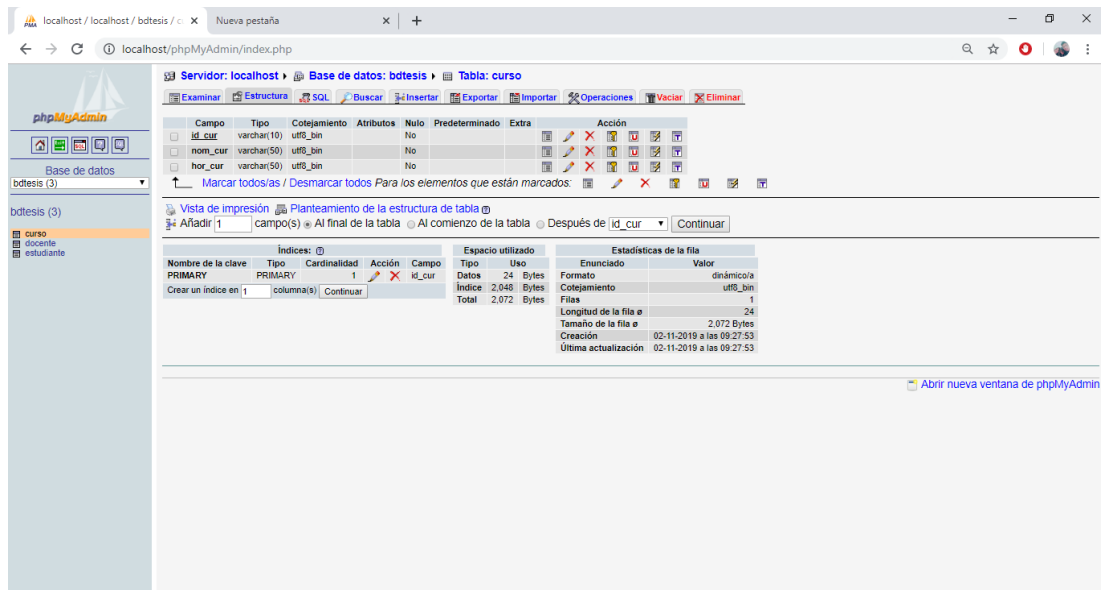 localhost / localhost / bdtesis / c
Nueva pestaña
localhost/phpMyAdmin/index.php
phpMyAdmin
Base de datos
bdtesis (3)
bdtesis (3)
curso
docente
estudiante
Servidor: localhost Base de datos: bdtesis Tabla: curso
Examinar Estructura SQL Buscar Insertar Exportar Importar Operaciones Vaciar Eliminar
Campo Tipo Cotejamiento Atributos Nulo Predeterminado Extra Acción
id_cur varchar(10) utf8_bin No
nom_cur varchar(50) utf8_bin No
hor_cur varchar(50) utf8_bin No
Marcar todos/as / Desmarcar todos Para los elementos que están marcados:
Vista de impresión Planteamiento de la estructura de tabla
Añadir 1 campo(s) Al final de la tabla Al comienzo de la tabla Después de id_cur Continuar
Índices:
Nombre de la clave Tipo Cardinalidad Acción Campo
PRIMARY PRIMARY 1 id_cur
Crear un índice en 1 columna(s) Continuar
Espacio utilizado
Tipo Uso
Datos 24 Bytes
Índice 2,048 Bytes
Total 2,072 Bytes
Estadísticas de la fila
Enunciado Valor
Formato dinámico/a
Cotejamiento utf8_bin
Filas 1
Longitud de la fila ø 24
Tamaño de la fila ø 2,072 Bytes
Creación 02-11-2019 a las 09:27:53
Última actualización 02-11-2019 a las 09:27:53
Abrir nueva ventana de phpMyAdmin